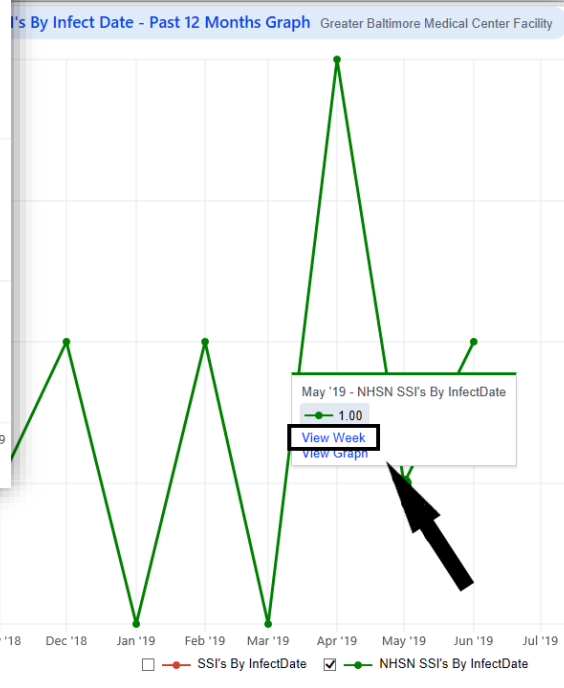 I's By Infect Date - Past 12 Months Graph Greater Baltimore Medical Center Facility
May '19 - NHSN SSI's By InfectDate
1.00
View Week
View Graph
9
'18 Dec '18 Jan '19 Feb '19 Mar '19 Apr '19 May '19 Jun '19 Jul '19
SSI's By InfectDate NHSN SSI's By InfectDate